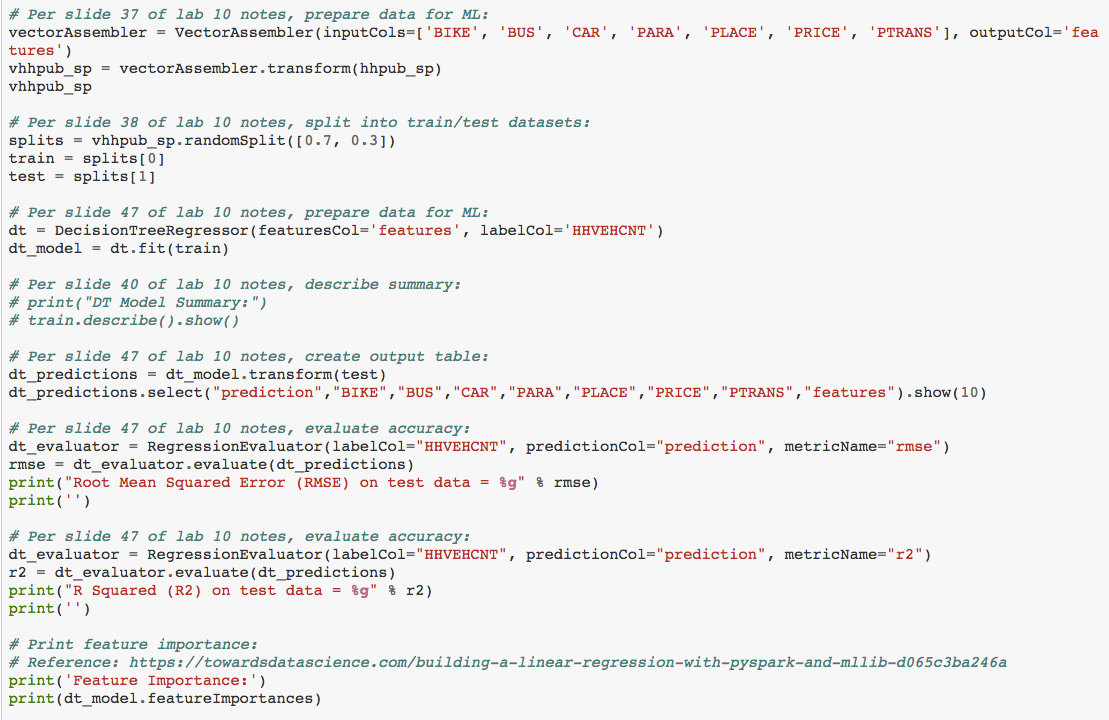 # Per slide 37 of lab 10 notes, prepare data for ML:
vectorAssembler = VectorAssembler(inputCols=['BIKE', 'BUS', 'CAR', 'PARA', 'PLACE', 'PRICE', 'PTRANS'], outputCol='fea
tures')
vhhpub_sp = vectorAssembler.transform(hhpub_sp)
vhhpub_sp

# Per slide 38 of lab 10 notes, split into train/test datasets:
splits = vhhpub_sp.randomSplit([0.7, 0.3])
train = splits[0]
test = splits[1]

# Per slide 47 of lab 10 notes, prepare data for ML:
dt = DecisionTreeRegressor(featuresCol='features', labelCol='HHVEHCNT')
dt_model = dt.fit(train)

# Per slide 40 of lab 10 notes, describe summary:
# print("DT Model Summary:")
# train.describe().show()

# Per slide 47 of lab 10 notes, create output table:
dt_predictions = dt_model.transform(test)
dt_predictions.select("prediction","BIKE","BUS","CAR","PARA","PLACE","PRICE","PTRANS","features").show(10)

# Per slide 47 of lab 10 notes, evaluate accuracy:
dt_evaluator = RegressionEvaluator(labelCol="HHVEHCNT", predictionCol="prediction", metricName="rmse")
rmse = dt_evaluator.evaluate(dt_predictions)
print("Root Mean Squared Error (RMSE) on test data = %g" % rmse)
print('')

# Per slide 47 of lab 10 notes, evaluate accuracy:
dt_evaluator = RegressionEvaluator(labelCol="HHVEHCNT", predictionCol="prediction", metricName="r2")
r2 = dt_evaluator.evaluate(dt_predictions)
print("R Squared (R2) on test data = %g" % r2)
print('')

# Print feature importance:
# Reference: https://towardsdatascience.com/building-a-linear-regression-with-pyspark-and-mllib-d065c3ba246a
print('Feature Importance:')
print(dt_model.featureImportances)